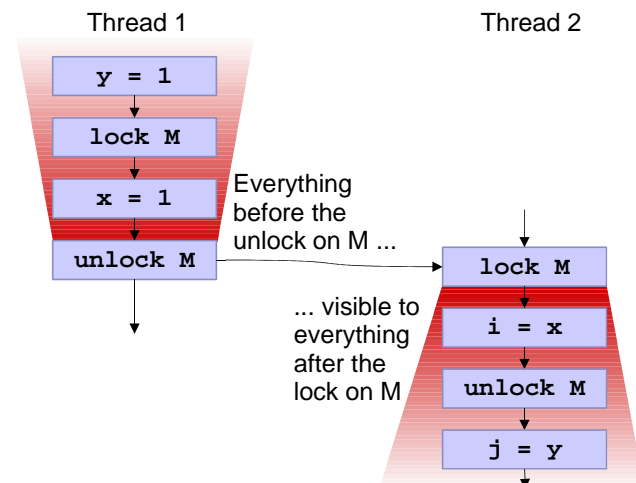 Thread 1
Thread 2
y = 1
lock M
x = 1
unlock M
Everything
before the
unlock on M ...
lock M
... visible to
everything
after the
lock on M
i = x
unlock M
j = y